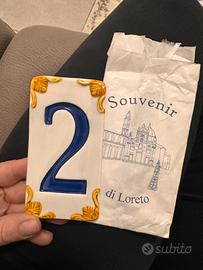 2
Souvenir
di Loreto
subito